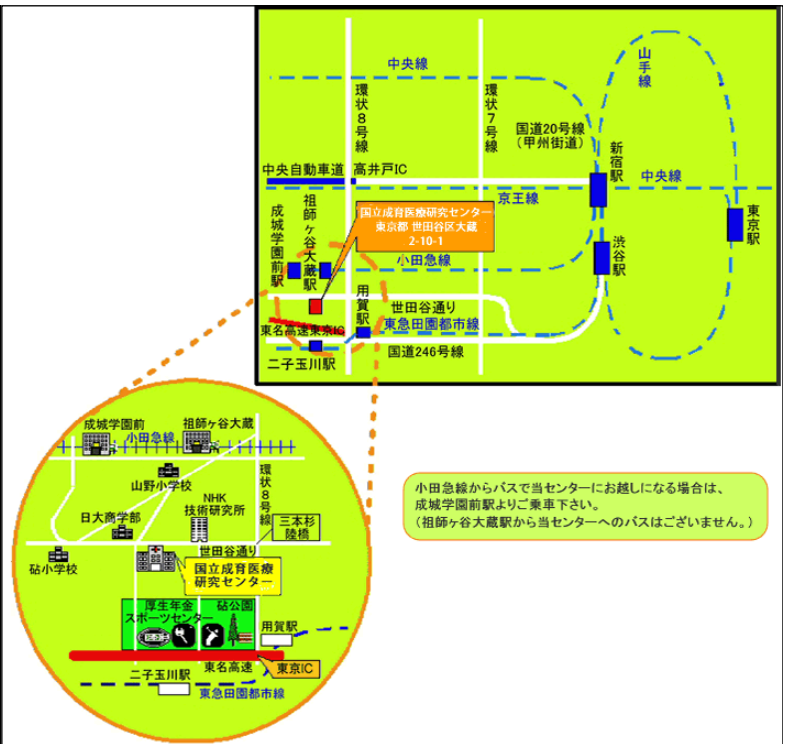 中央線
山手線
環状8号線
環状7号線
国道20号線
(甲州街道)
新宿駅
中央自動車道 高井戸IC
中央線
京王線
成城学園前駅
祖師ヶ谷大蔵駅
国立成育医療研究センター
東京都 世田谷区大蔵
2-10-1
東京駅
渋谷駅
小田急線
用賀駅
世田谷通り
東名高速東京IC
東急田園都市線
国道246号線
二子玉川駅
成城学園前
祖師ヶ谷大蔵
小田急線
環状8号線
山野小学校
NHK
技術研究所
日大商学部
三本杉
陸橋
世田谷通り
砧小学校
国立成育医療
研究センター
厚生年金
スポーツセンター
砧公園
用賀駅
東名高速
東京IC
二子玉川駅
東急田園都市線
小田急線からバスで当センターにお越しになる場合は、
成城学園前駅よりご乗車下さい。
(祖師ヶ谷大蔵駅から当センターへのバスはございません。)